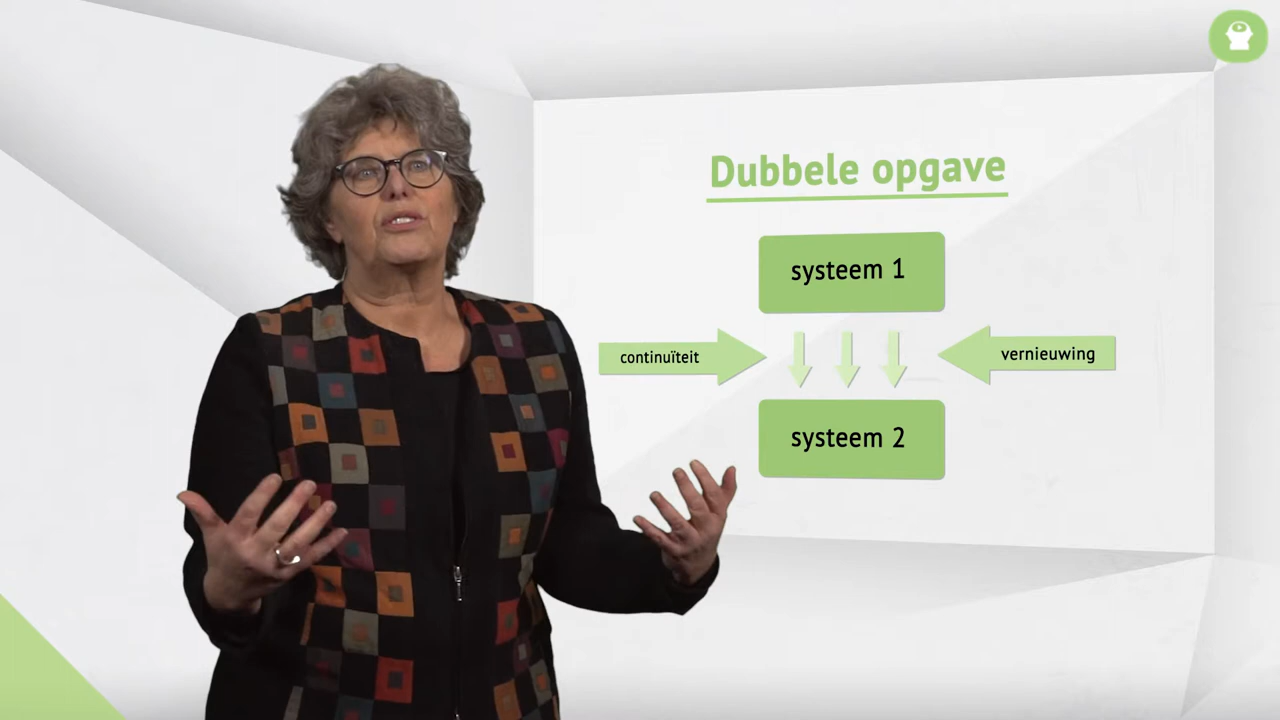 Dubbele opgave
systeem 1
continuïteit
vernieuwing
systeem 2